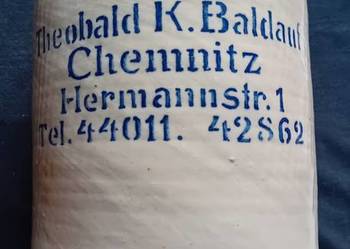 Theobald K. Baldauf
Chemnitz
Hermannstr. 1
Tel. 44011. 42862